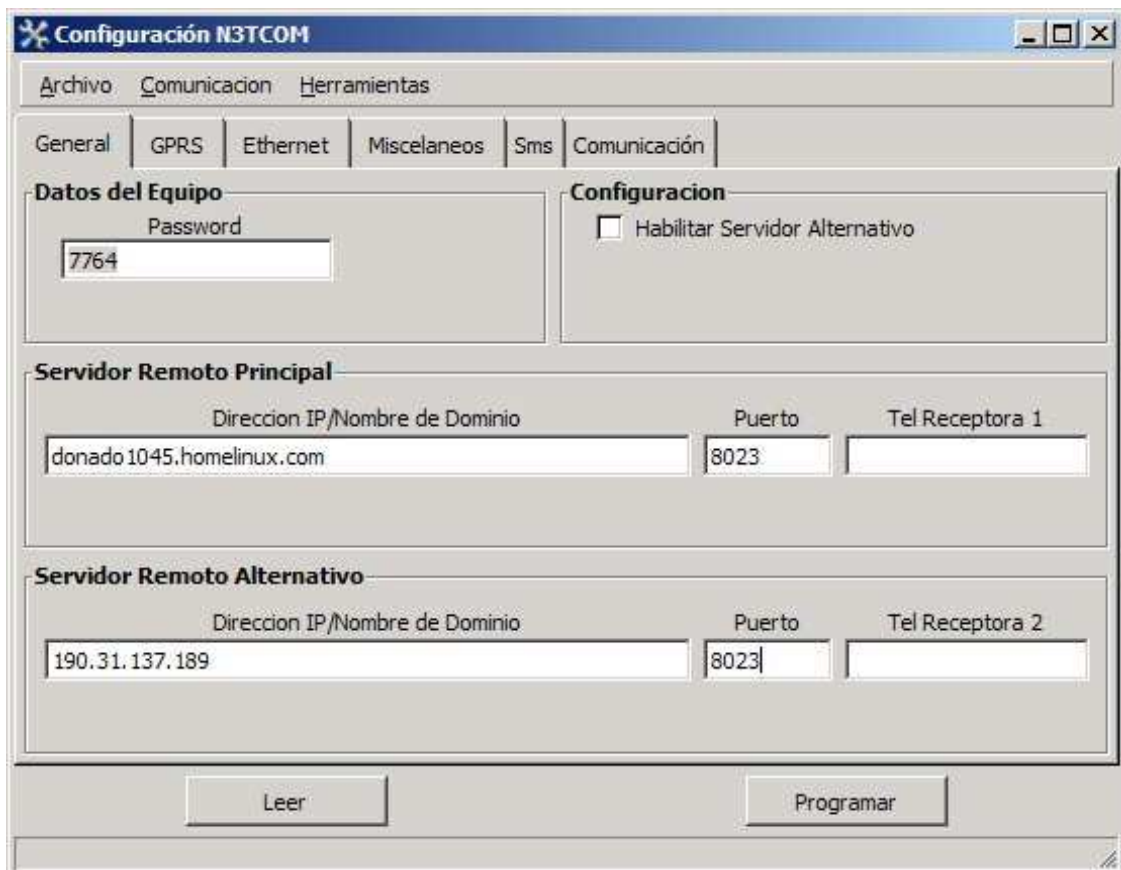 Configuración N3TCOM
Archivo Comunicacion Herramientas
General GPRS Ethernet Miscelaneos Sms Comunicación
Datos del Equipo
Password
7764
Configuracion
Habilitar Servidor Alternativo
Servidor Remoto Principal
Direccion IP/Nombre de Dominio Puerto Tel Receptora 1
donado1045.homelinux.com 8023
Servidor Remoto Alternativo
Direccion IP/Nombre de Dominio Puerto Tel Receptora 2
190.31.137.189 8023
Leer Programar